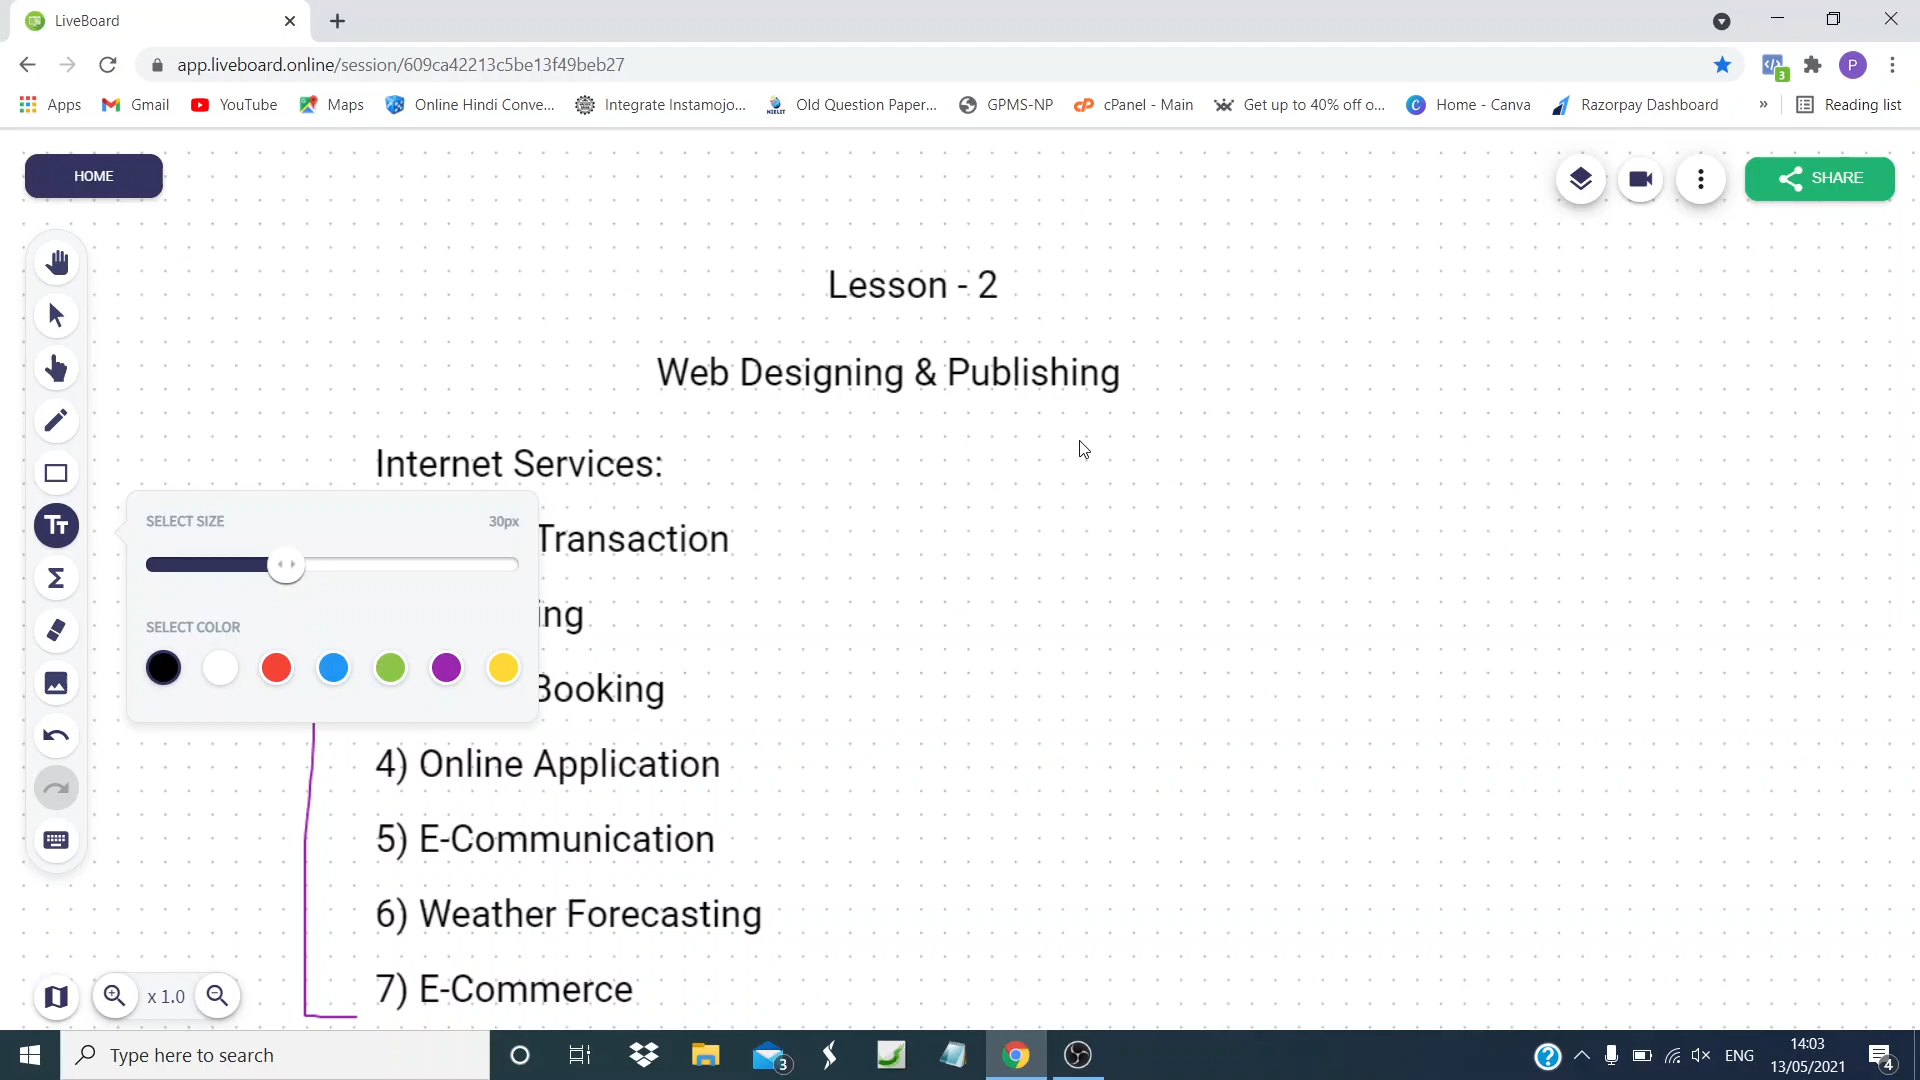 LiveBoard
app.liveboard.online/session/609ca42213c5be13f49beb27
3
P
Apps
Gmail
YouTube
Maps
Online Hindi Conve...
Integrate Instamojo...
Old Question Paper...
GPMS-NP
cPanel - Main
Get up to 40% off o...
Home - Canva
Razorpay Dashboard
»
Reading list
HOME
SHARE
Lesson - 2
Web Designing & Publishing
Internet Services:
SELECT SIZE 30px
Transaction
ing
SELECT COLOR
Booking
4) Online Application
5) E-Communication
6) Weather Forecasting
7) E-Commerce
x 1.0
Type here to search
3
ENG
14:03
13/05/2021
4